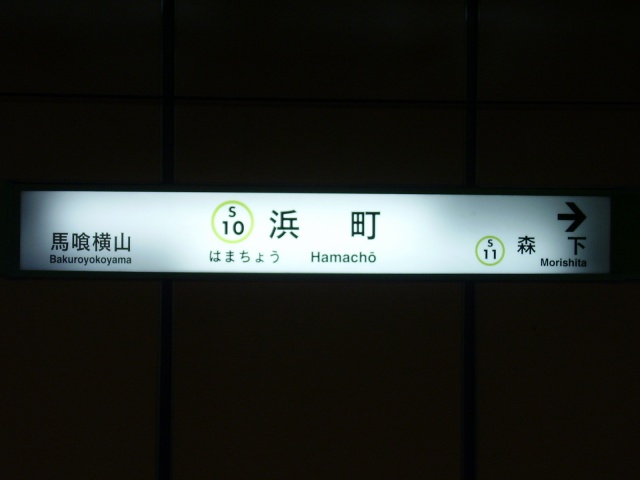 馬喰横山
Bakuroyokoyama
S
10
浜町
はまちょう Hamachō
→
S
11
森下
Morishita